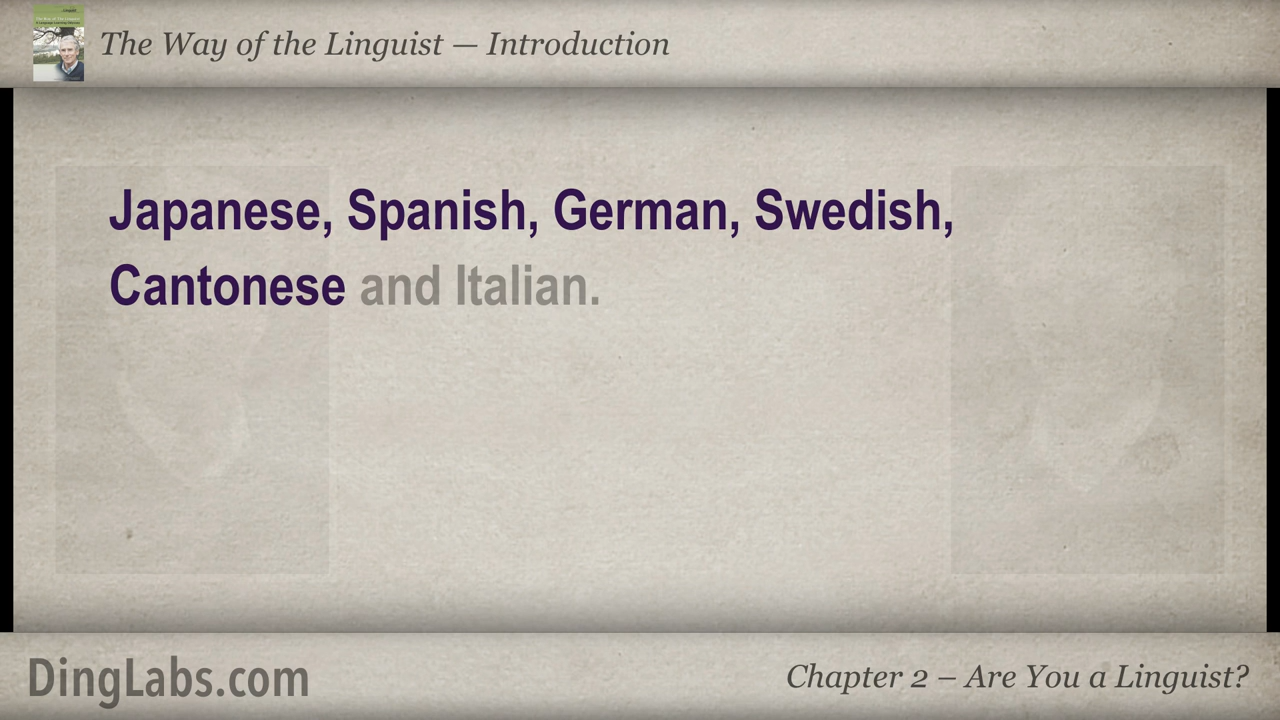 The Way of the Linguist — Introduction
Japanese, Spanish, German, Swedish,
Cantonese and Italian.
DingLabs.com
Chapter 2 – Are You a Linguist?